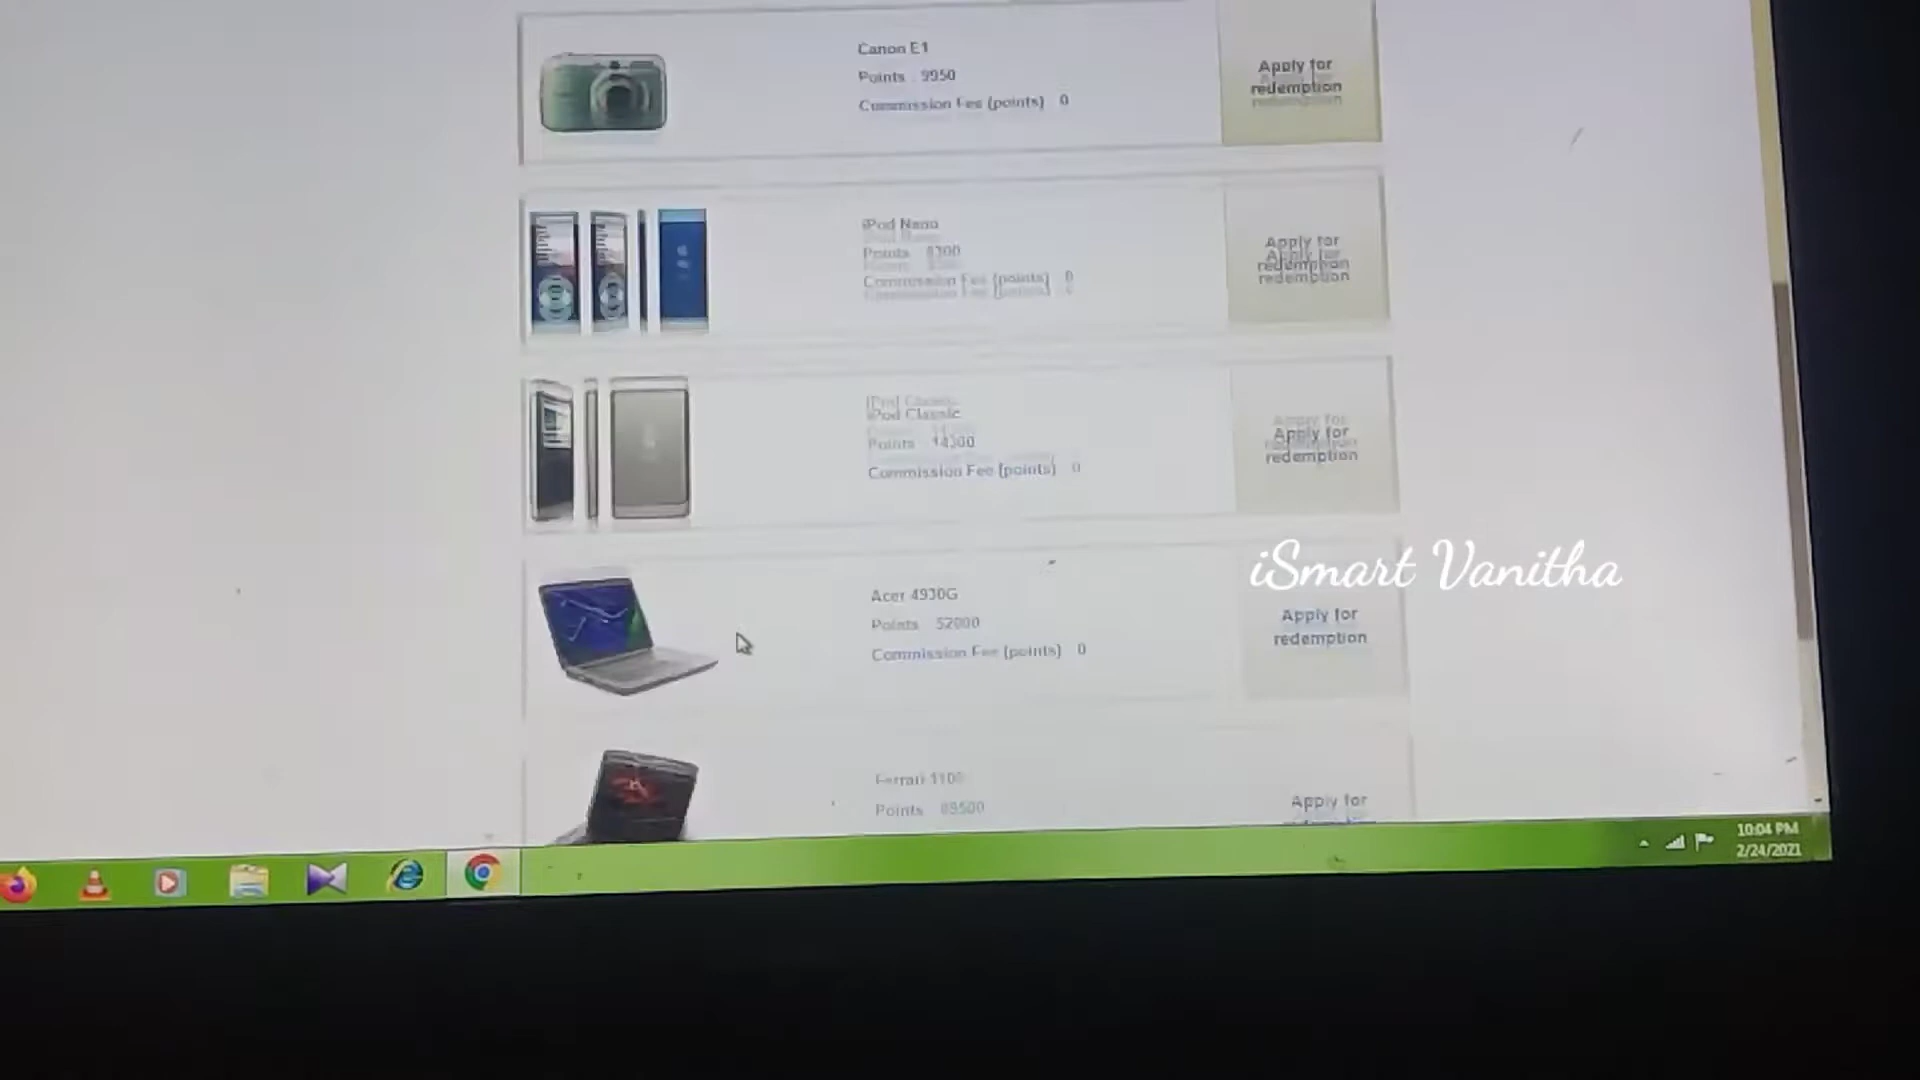 Canon E1
Points 9950
Commission Fee (points) 0
Apply for
redemption
iPod Nano
Points 8300
Commission Fee (points) 0
Apply for
redemption
iPod Classic
Points 14300
Commission Fee (points) 0
Apply for
redemption
iSmart Vanitha
Acer 4930G
Points 52000
Commission Fee (points) 0
Apply for
redemption
Ferrari 1100
Points 89500
Apply for
10:04 PM
2/24/2021